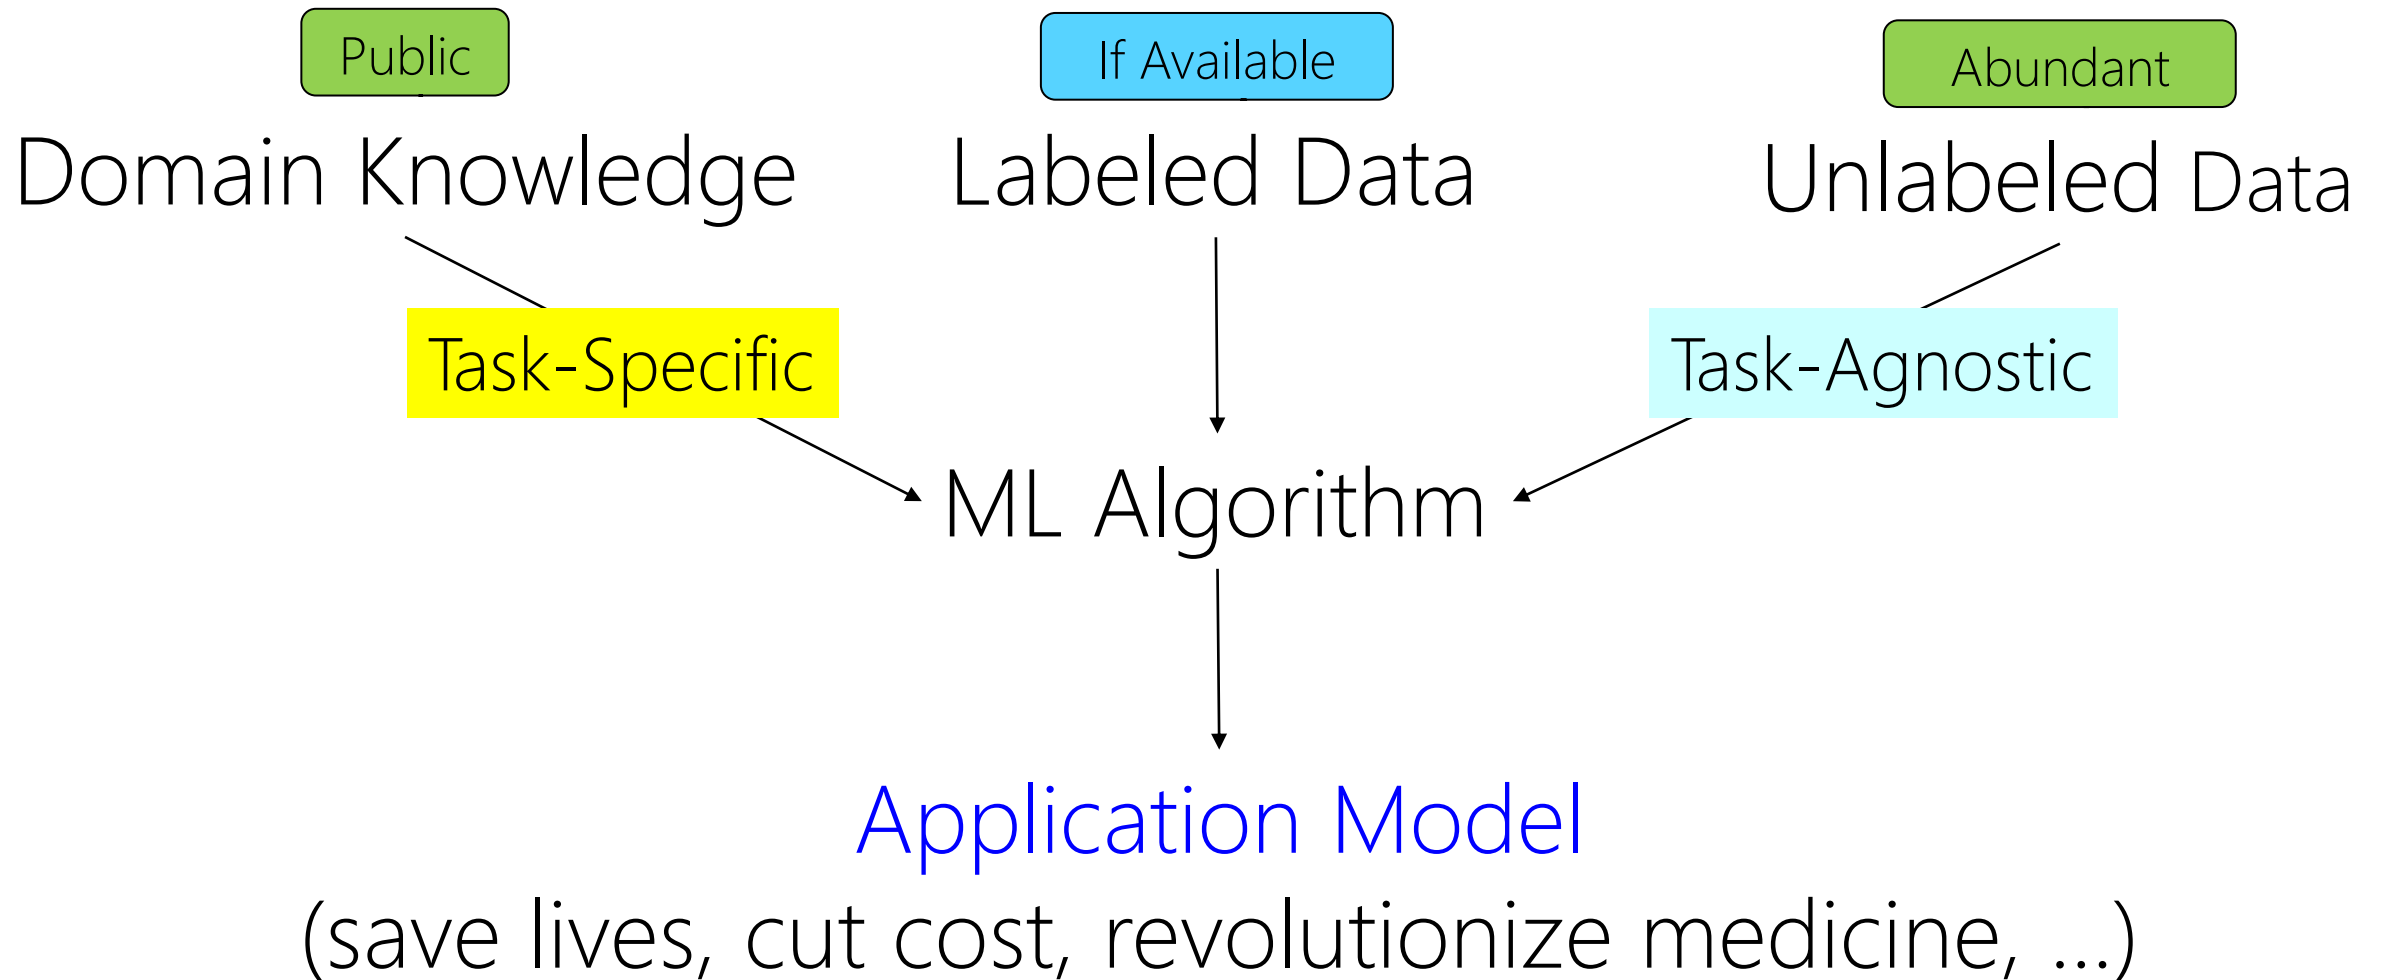 Public
If Available
Abundant
Domain Knowledge
Labeled Data
Unlabeled Data
Task-Specific
Task-Agnostic
ML Algorithm
Application Model
(save lives, cut cost, revolutionize medicine, ...)